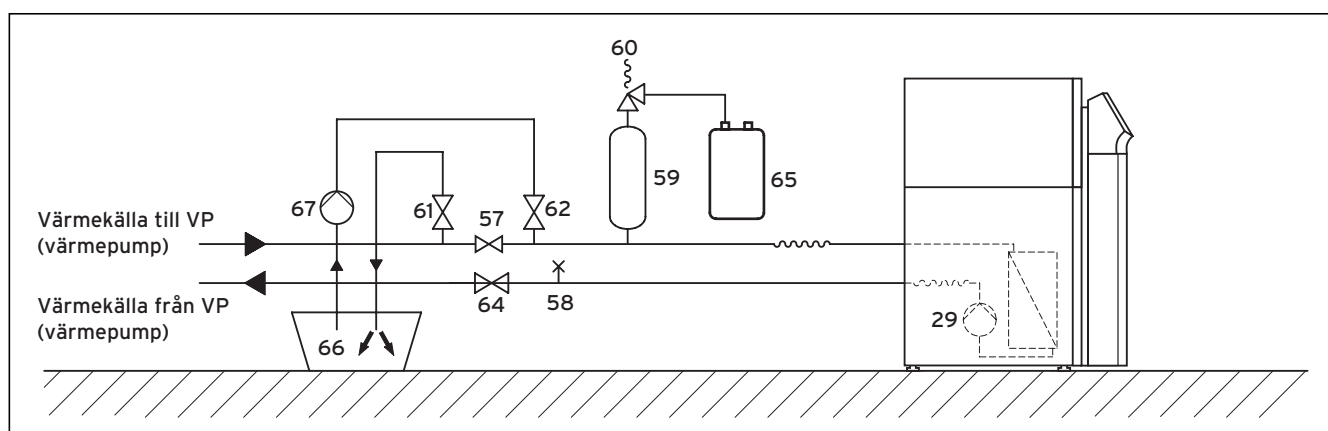 60
59
65
67
61
57
62
Värmekälla till VP
(värmepump)
Värmekälla från VP
(värmepump)
66
64
58
29